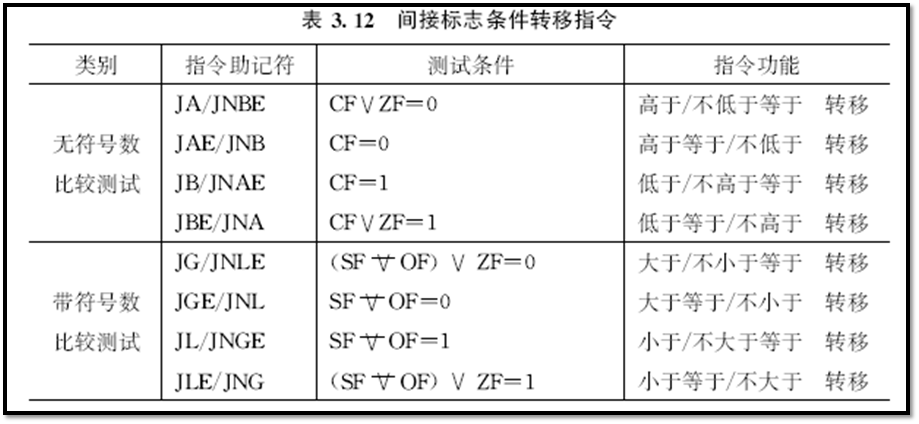 表 3.12 间接标志条件转移指令
类别 指令助记符 测试条件 指令功能
JA/JNBE CF∨ZF=0 高于/不低于等于 转移
无符号数 JAE/JNB CF=0 高于等于/不低于 转移
比较测试 JB/JNAE CF=1 低于/不高于等于 转移
JBE/JNA CF∨ZF=1 低于等于/不高于 转移
JG/JNLE (SF⊻OF) ∨ ZF=0 大于/不小于等于 转移
带符号数 JGE/JNL SF⊻OF=0 大于等于/不小于 转移
比较测试 JL/JNGE SF⊻OF=1 小于/不大于等于 转移
JLE/JNG (SF⊻OF) ∨ ZF=1 小于等于/不大于 转移